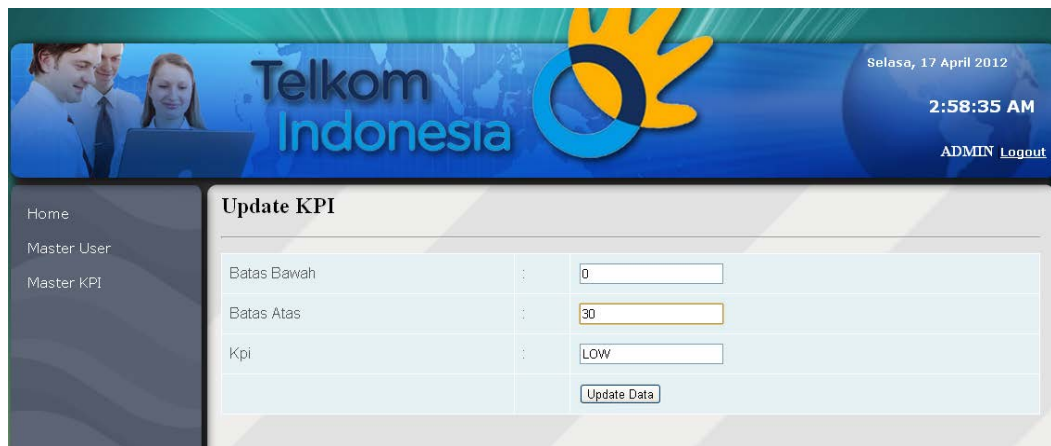 Telkom
Indonesia
Selasa, 17 April 2012
2:58:35 AM
ADMIN Logout
Home
Master User
Master KPI
Update KPI
Batas Bawah : 0
Batas Atas : 30
Kpi : LOW
Update Data